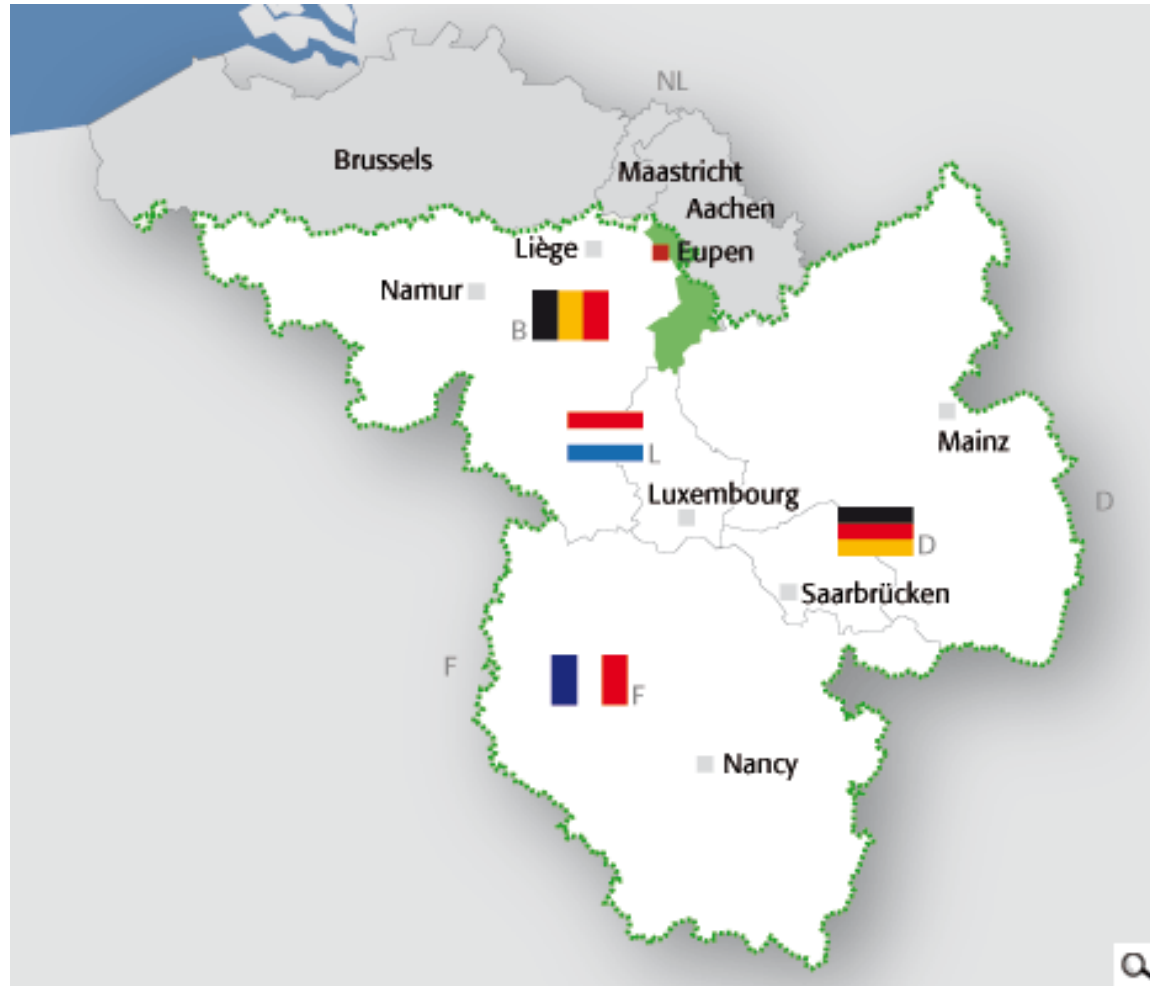 NL
Brussels
Maastricht
Aachen
Liège
Eupen
Namur
B
L
Mainz
Luxembourg
D
D
Saarbrücken
F
F
Nancy